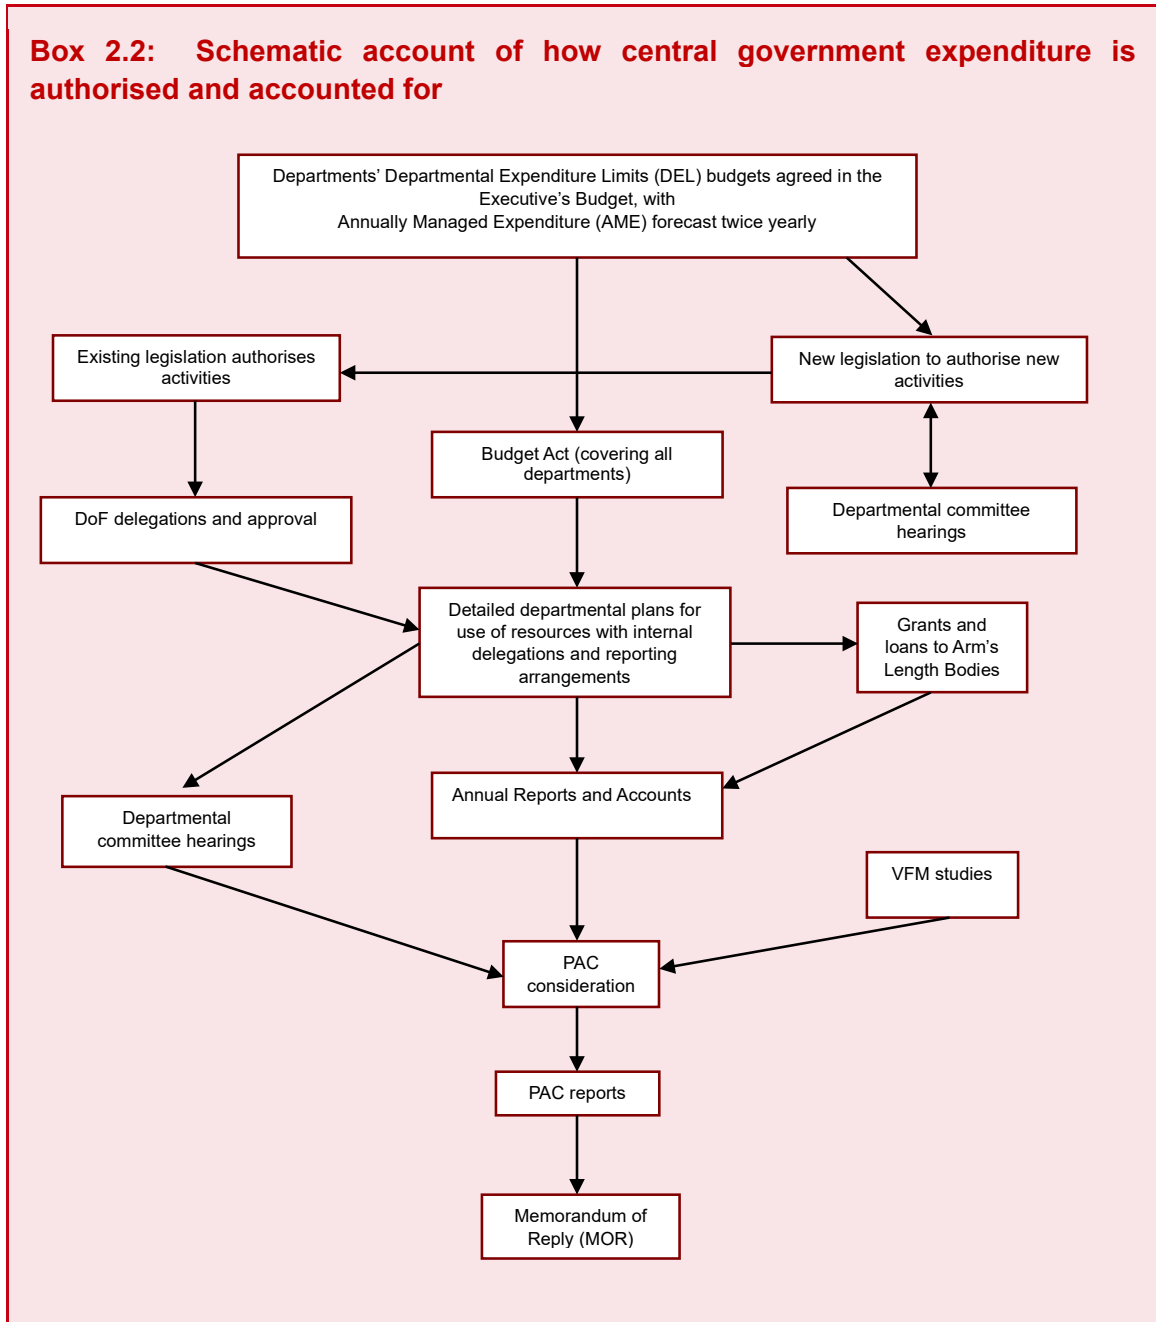 Box 2.2: Schematic account of how central government expenditure is
authorised and accounted for
Departments’ Departmental Expenditure Limits (DEL) budgets agreed in the
Executive’s Budget, with
Annually Managed Expenditure (AME) forecast twice yearly
Existing legislation authorises
activities
New legislation to authorise new
activities
Budget Act (covering all
departments)
DoF delegations and approval
Departmental committee
hearings
Detailed departmental plans for
use of resources with internal
delegations and reporting
arrangements
Grants and
loans to Arm’s
Length Bodies
Annual Reports and Accounts
Departmental
committee hearings
VFM studies
PAC
consideration
PAC reports
Memorandum of
Reply (MOR)